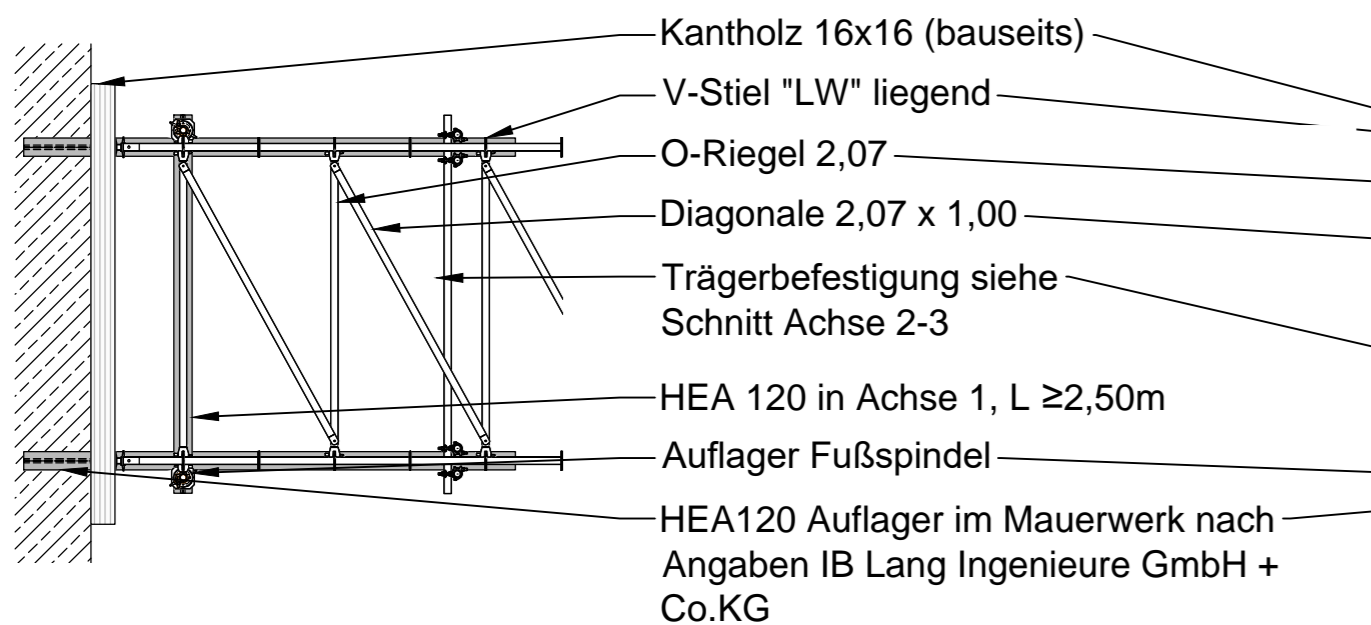 Kantholz 16x16 (bauseits)
V-Stiel "LW" liegend
O-Riegel 2,07
Diagonale 2,07 x 1,00
Trägerbefestigung siehe
Schnitt Achse 2-3
HEA 120 in Achse 1, L ≥2,50m
Auflager Fußspindel
HEA120 Auflager im Mauerwerk nach
Angaben IB Lang Ingenieure GmbH +
Co.KG